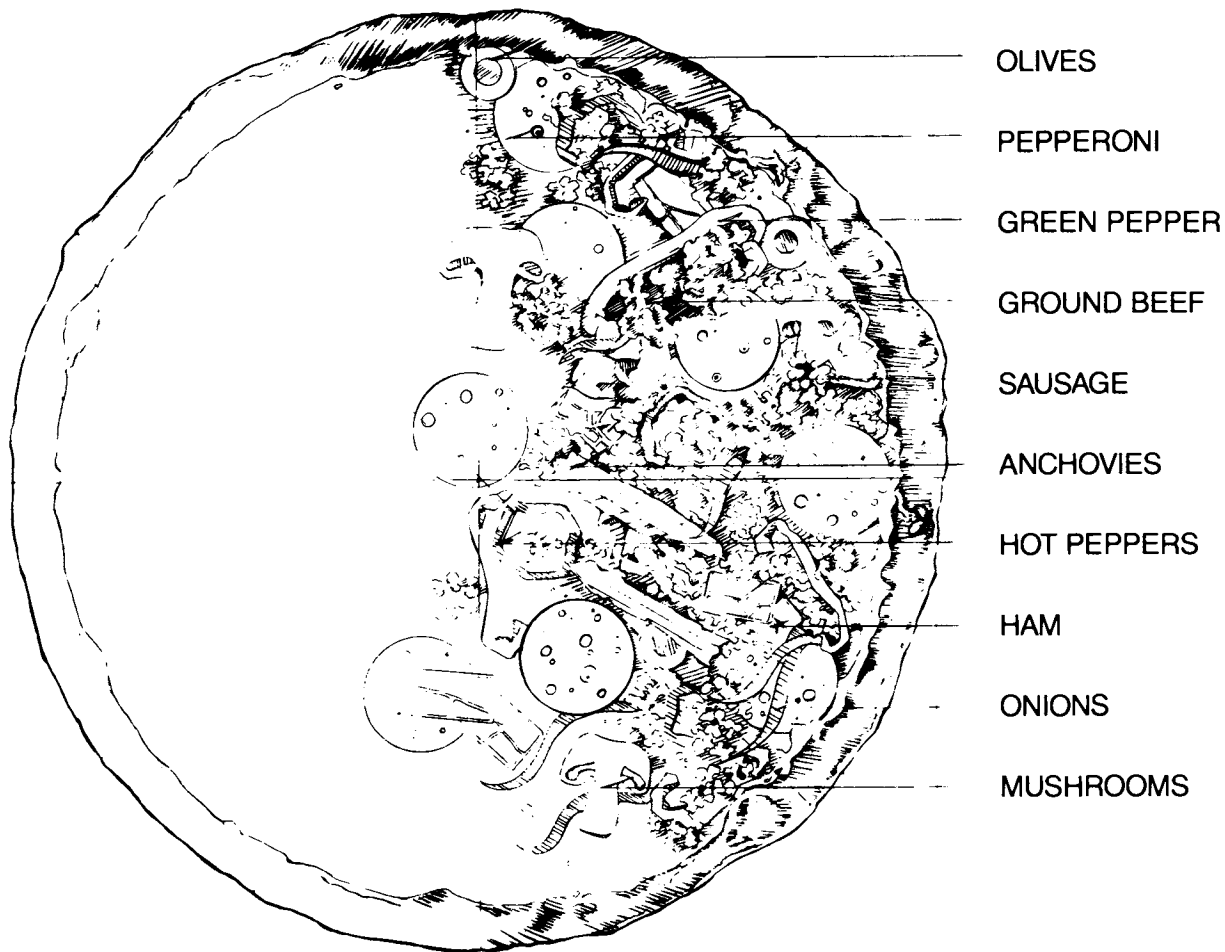 OLIVES
PEPPERONI
GREEN PEPPER
GROUND BEEF
SAUSAGE
ANCHOVIES
HOT PEPPERS
HAM
ONIONS
MUSHROOMS